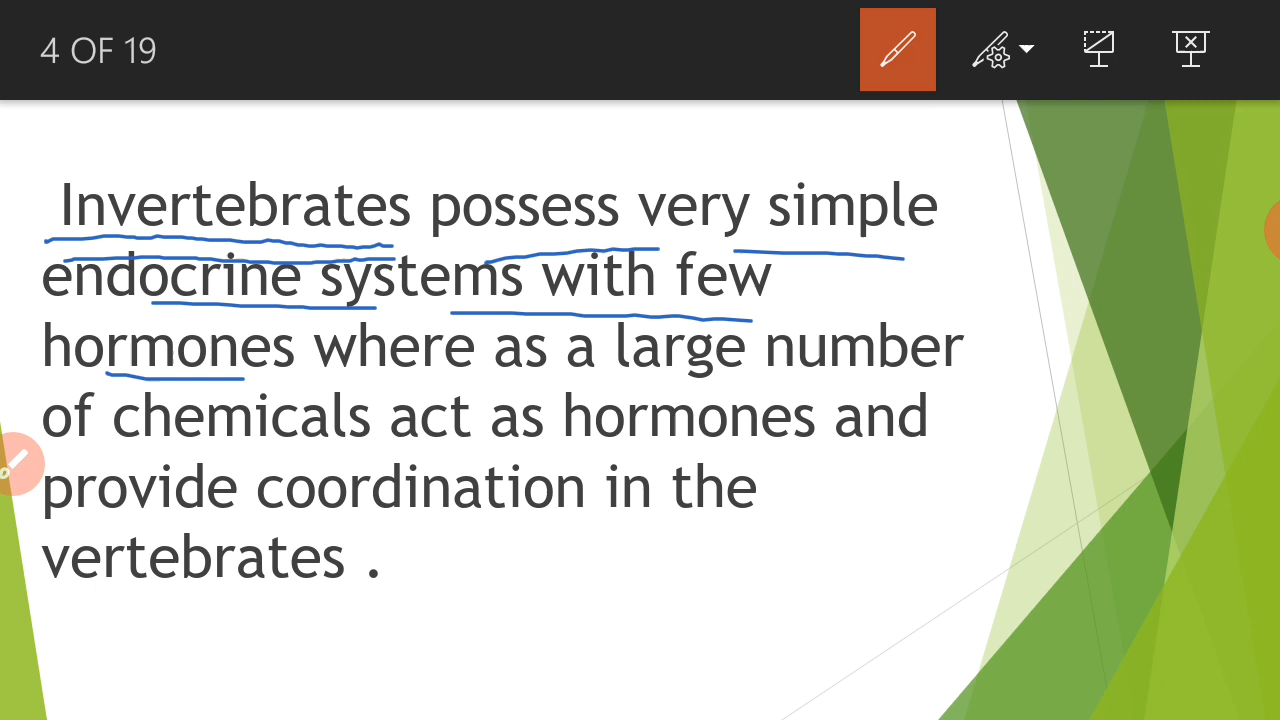 4 OF 19
Invertebrates possess very simple
endocrine systems with few
hormones where as a large number
of chemicals act as hormones and
provide coordination in the
vertebrates .